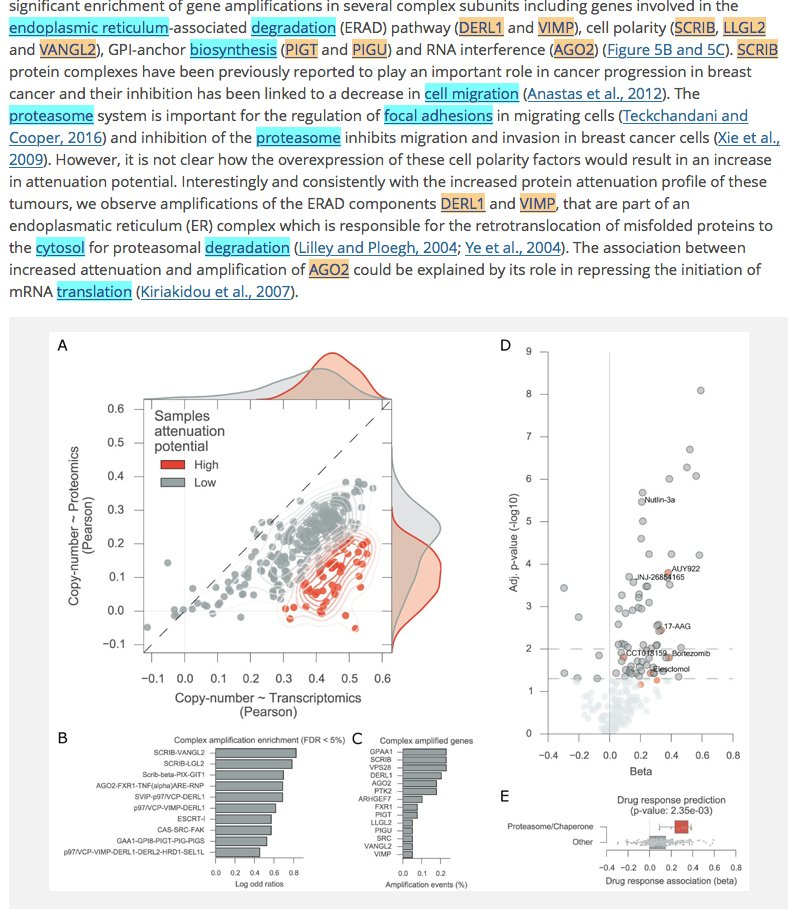 significant enrichment of gene amplifications in several complex subunits including genes involved in the
endoplasmic reticulum-associated degradation (ERAD) pathway (DERL1 and VIMP), cell polarity (SCRIB, LLGL2
and VANGL2), GPI-anchor biosynthesis (PIGT and PIGU) and RNA interference (AGO2) (Figure 5B and 5C). SCRIB
protein complexes have been previously reported to play an important role in cancer progression in breast
cancer and their inhibition has been linked to a decrease in cell migration (Anastas et al., 2012). The
proteasome system is important for the regulation of focal adhesions in migrating cells (Teckchandani and
Cooper, 2016) and inhibition of the proteasome inhibits migration and invasion in breast cancer cells (Xie et al.,
2009). However, it is not clear how the overexpression of these cell polarity factors would result in an increase
in attenuation potential. Interestingly and consistently with the increased protein attenuation profile of these
tumours, we observe amplifications of the ERAD components DERL1 and VIMP, that are part of an
endoplasmatic reticulum (ER) complex which is responsible for the retrotranslocation of misfolded proteins to
the cytosol for proteasomal degradation (Lilley and Ploegh, 2004; Ye et al., 2004). The association between
increased attenuation and amplification of AGO2 could be explained by its role in repressing the initiation of
mRNA translation (Kiriakidou et al., 2007).
A
Samples
attenuation
potential
High
Low
0.6
0.5
0.4
0.3
0.2
0.1
0.0
−0.1
Copy-number ~ Proteomics
(Pearson)
−0.1 0.0 0.1 0.2 0.3 0.4 0.5 0.6
Copy-number ~ Transcriptomics
(Pearson)
D
9
8
7
6
5
4
3
2
1
0
Adj. p-value (-log10)
Nutlin-3a
AUY922
JNJ-26854165
17-AAG
CCT018159
Bortezomib
Elesclomol
−0.4 −0.2 0.0 0.2 0.4 0.6 0.8
Beta
B
Complex amplification enrichment (FDR < 5%)
SCRIB-VANGL2
SCRIB-LGL2
Scrib-beta-PIX-GIT1
AGO2-FXR1-TNF(alpha)ARE-RNP
SVIP-p97/VCP-DERL1
p97/VCP-VIMP-DERL1
ESCRT-I
CAS-SRC-FAK
GAA1-GPI8-PIGT-PIG-PIGS
p97/VCP-VIMP-DERL1-DERL2-HRD1-SEL1L
0.0 0.2 0.4 0.6 0.8
Log odd ratios
C
Complex amplified genes
GPAA1
SCRIB
VPS28
DERL1
AGO2
PTK2
ARHGEF7
FXR1
PIGT
LLGL2
PIGU
SRC
VANGL2
VIMP
0.0 0.1 0.2
Amplification events (%)
E
Drug response prediction
(p-value: 2.35e-03)
Proteasome/Chaperone
Other
−0.4 −0.2 0.0 0.2 0.4 0.6 0.8
Drug response association (beta)